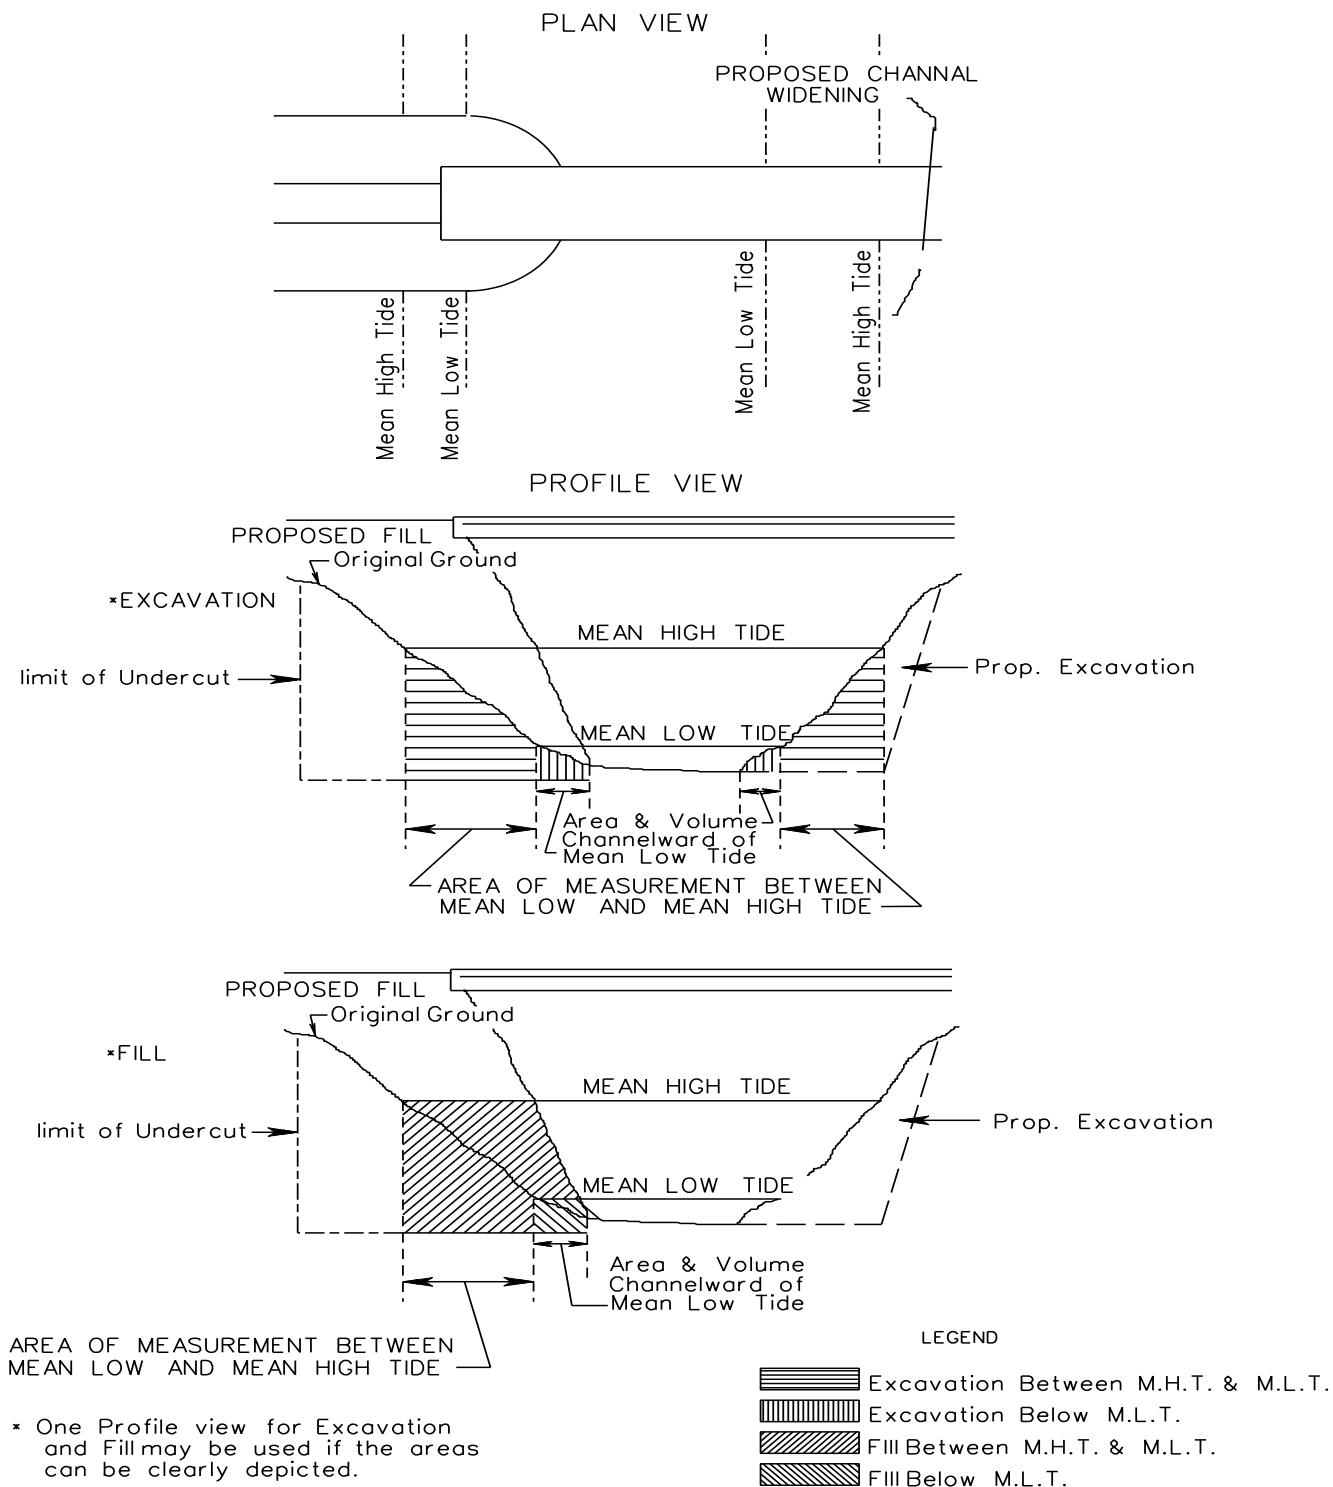 PLAN VIEW
PROPOSED CHANNAL
WIDENING
Mean High Tide
Mean Low Tide
Mean Low Tide
Mean High Tide
PROFILE VIEW
PROPOSED FILL
Original Ground
*EXCAVATION
MEAN HIGH TIDE
limit of Undercut
Prop. Excavation
MEAN LOW TIDE
Area & Volume
Channelward of
Mean Low Tide
AREA OF MEASUREMENT BETWEEN
MEAN LOW AND MEAN HIGH TIDE
PROPOSED FILL
Original Ground
*FILL
MEAN HIGH TIDE
limit of Undercut
Prop. Excavation
MEAN LOW TIDE
Area & Volume
Channelward of
Mean Low Tide
AREA OF MEASUREMENT BETWEEN
MEAN LOW AND MEAN HIGH TIDE
* One Profile view for Excavation
and Fill may be used if the areas
can be clearly depicted.
LEGEND
Excavation Between M.H.T. & M.L.T.
Excavation Below M.L.T.
FIll Between M.H.T. & M.L.T.
FIll Below M.L.T.